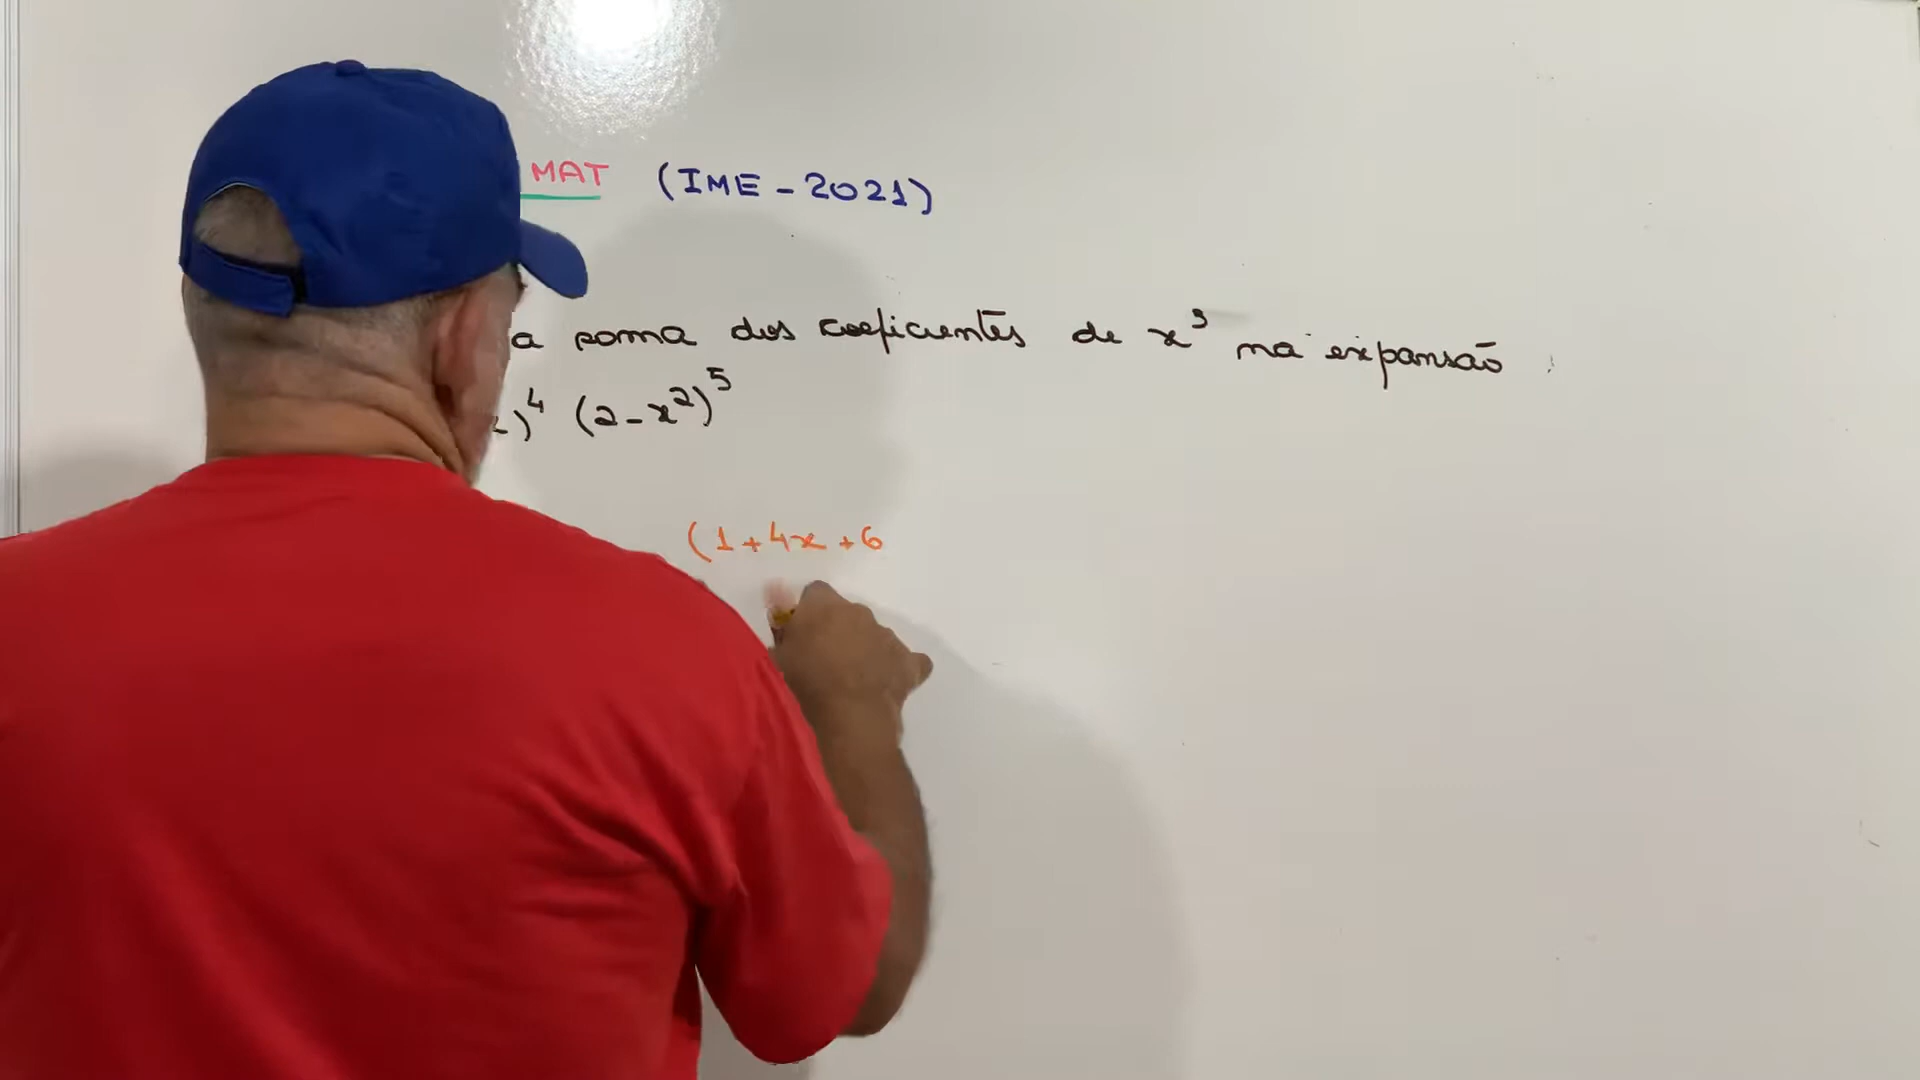 MAT (IME - 2021)
a soma dos coeficientes de x³ na expansão
)⁴ (2-x²)⁵
(1+4x+6